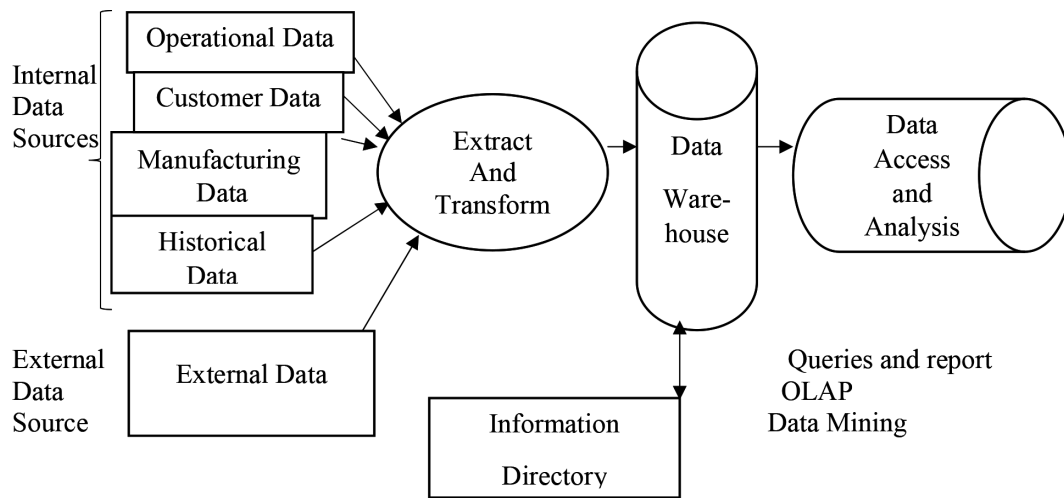 Internal
Data
Sources
Operational Data
Customer Data
Manufacturing
Data
Historical
Data
External
Data
Source
External Data
Extract
And
Transform
Data
Ware-
house
Information
Directory
Data
Access
and
Analysis
Queries and report
OLAP
Data Mining